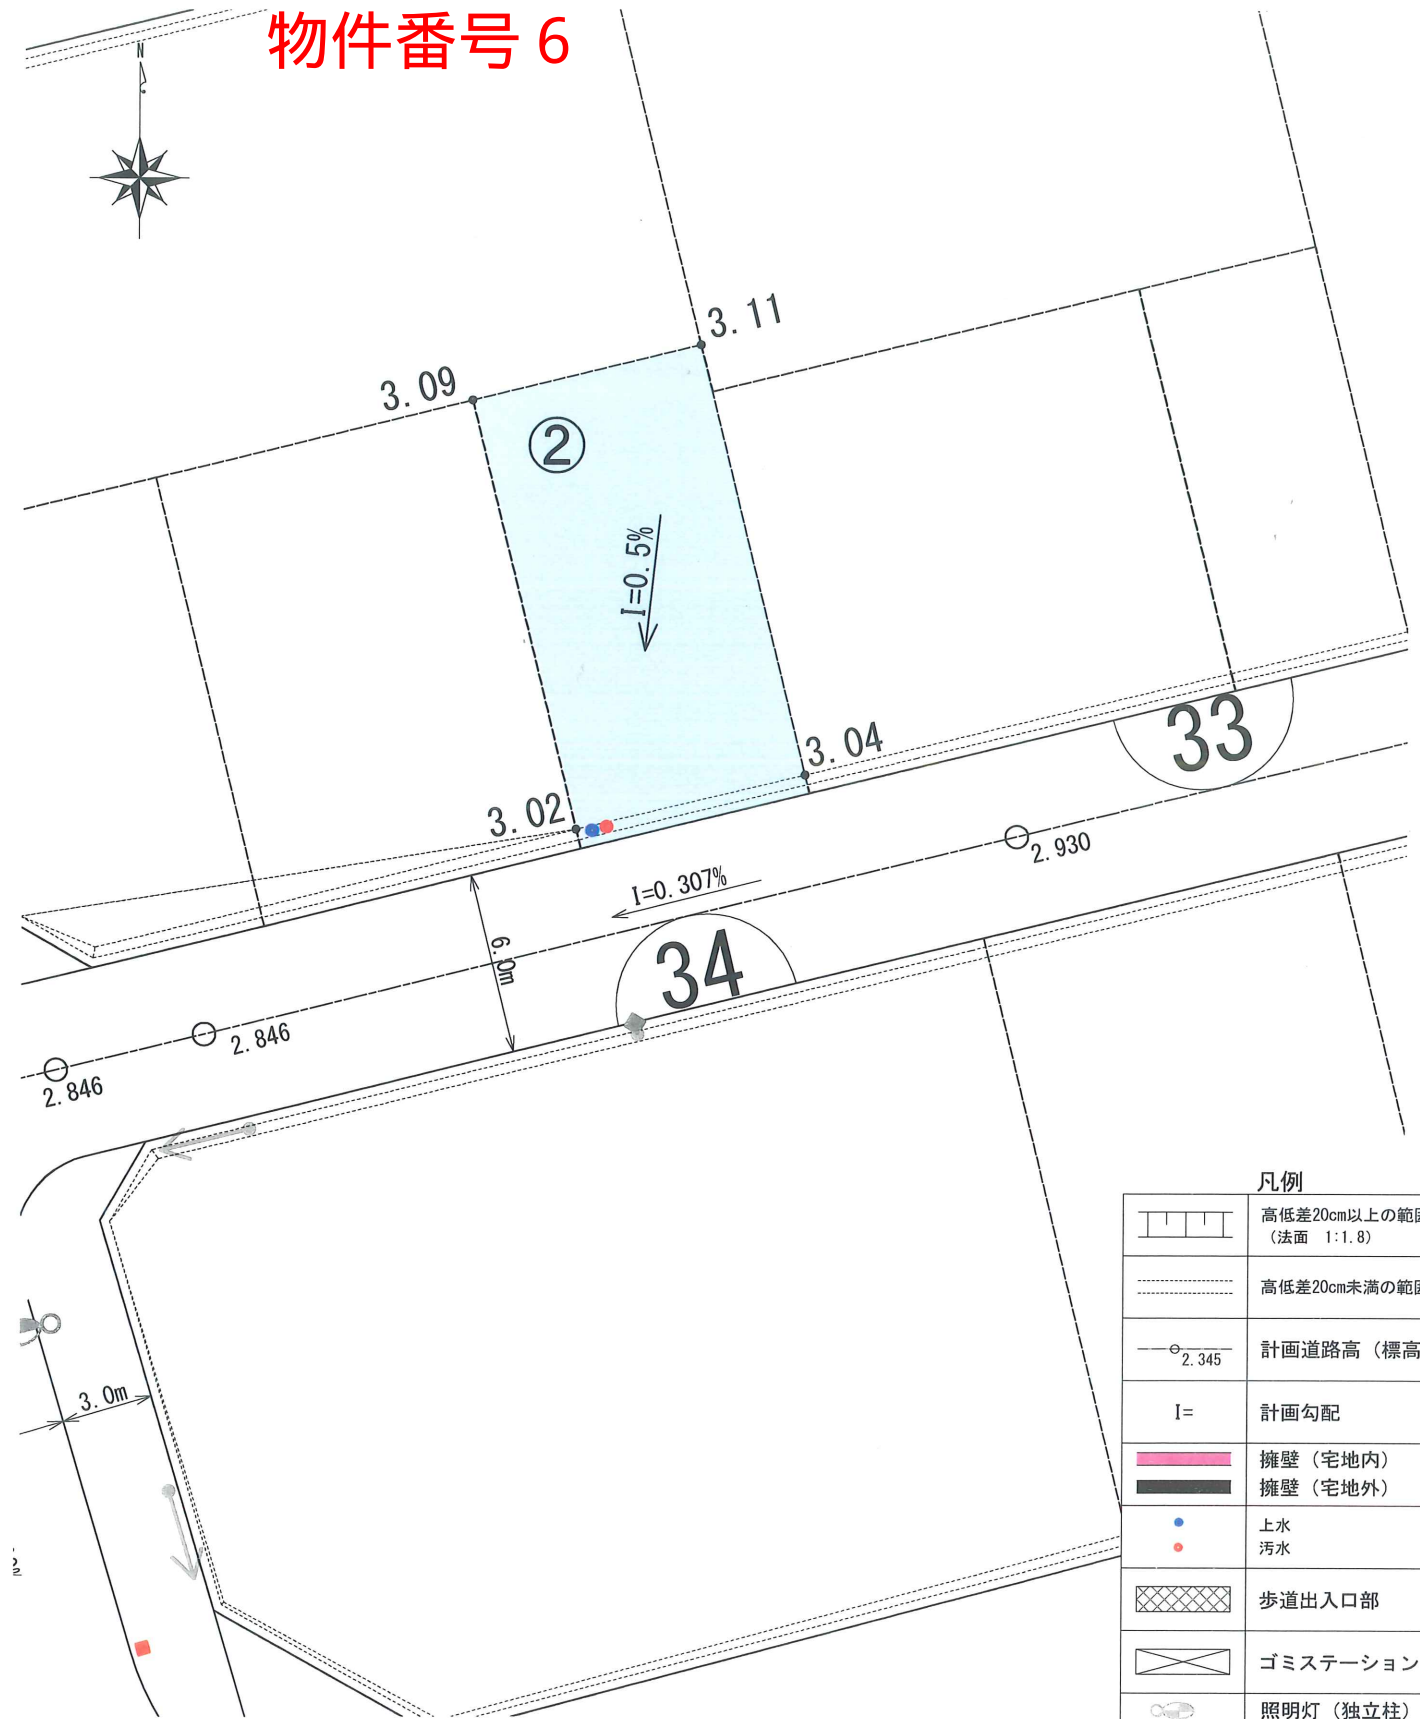 物件番号 6
N
3.11
3.09
②
I=0.5%
33
3.04
3.02
2.930
I=0.307%
6.0m
34
2.846
2.846
3.0m
凡例
高低差20cm以上の範囲
(法面 1:1.8)
高低差20cm未満の範囲
2.345
計画道路高（標高
I=
計画勾配
擁壁（宅地内）
擁壁（宅地外）
上水
汚水
歩道出入口部
ゴミステーション
照明灯（独立柱）